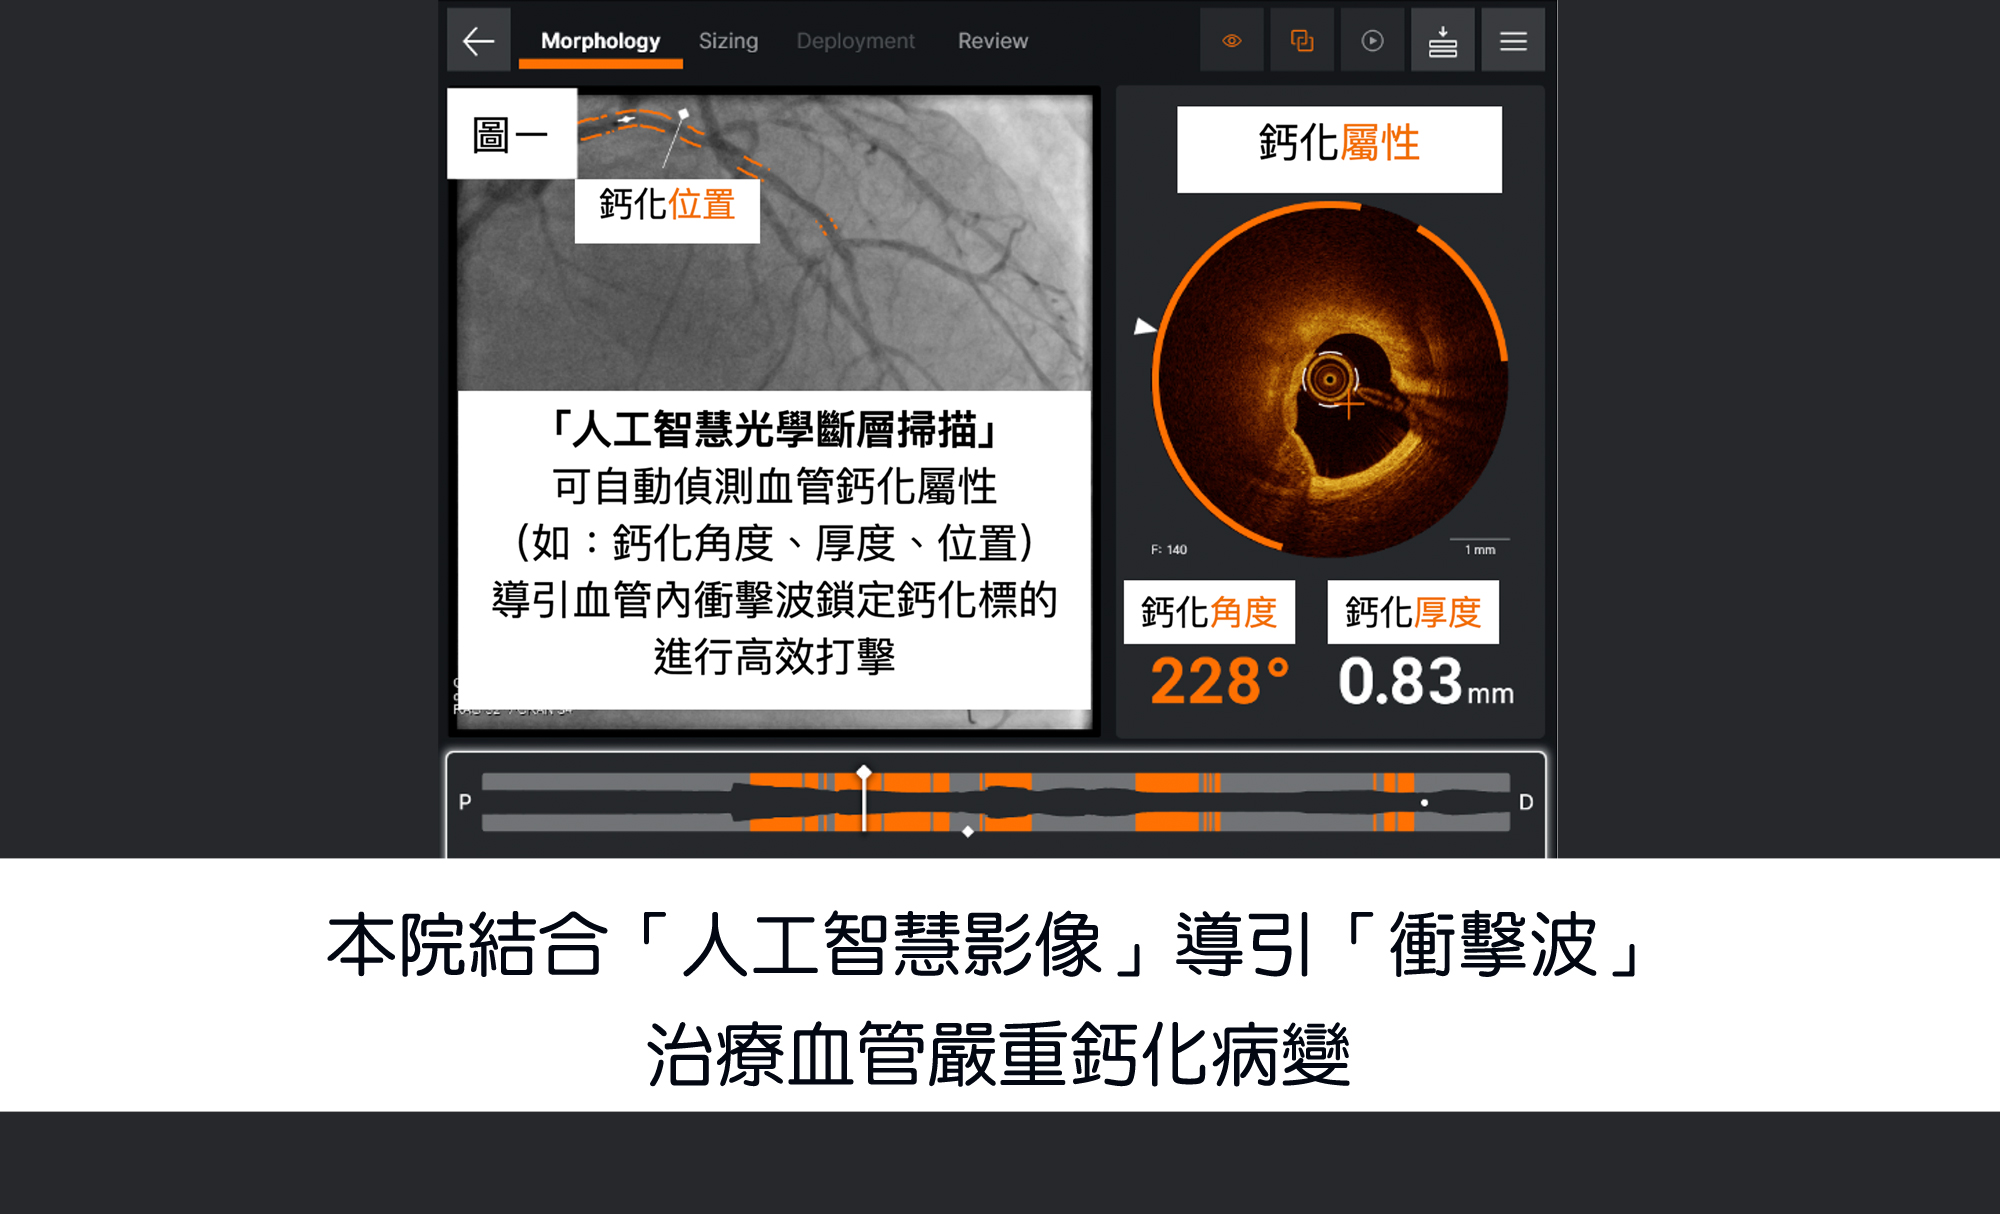 Morphology Sizing Deployment Review
圖一
鈣化位置
「人工智慧光學斷層掃描」
可自動偵測血管鈣化屬性
（如：鈣化角度、厚度、位置）
導引血管內衝擊波鎖定鈣化標的
進行高效打擊
鈣化屬性
F: 140
1 mm
鈣化角度
228°
鈣化厚度
0.83mm
P
D
本院結合「人工智慧影像」導引「衝擊波」
治療血管嚴重鈣化病變